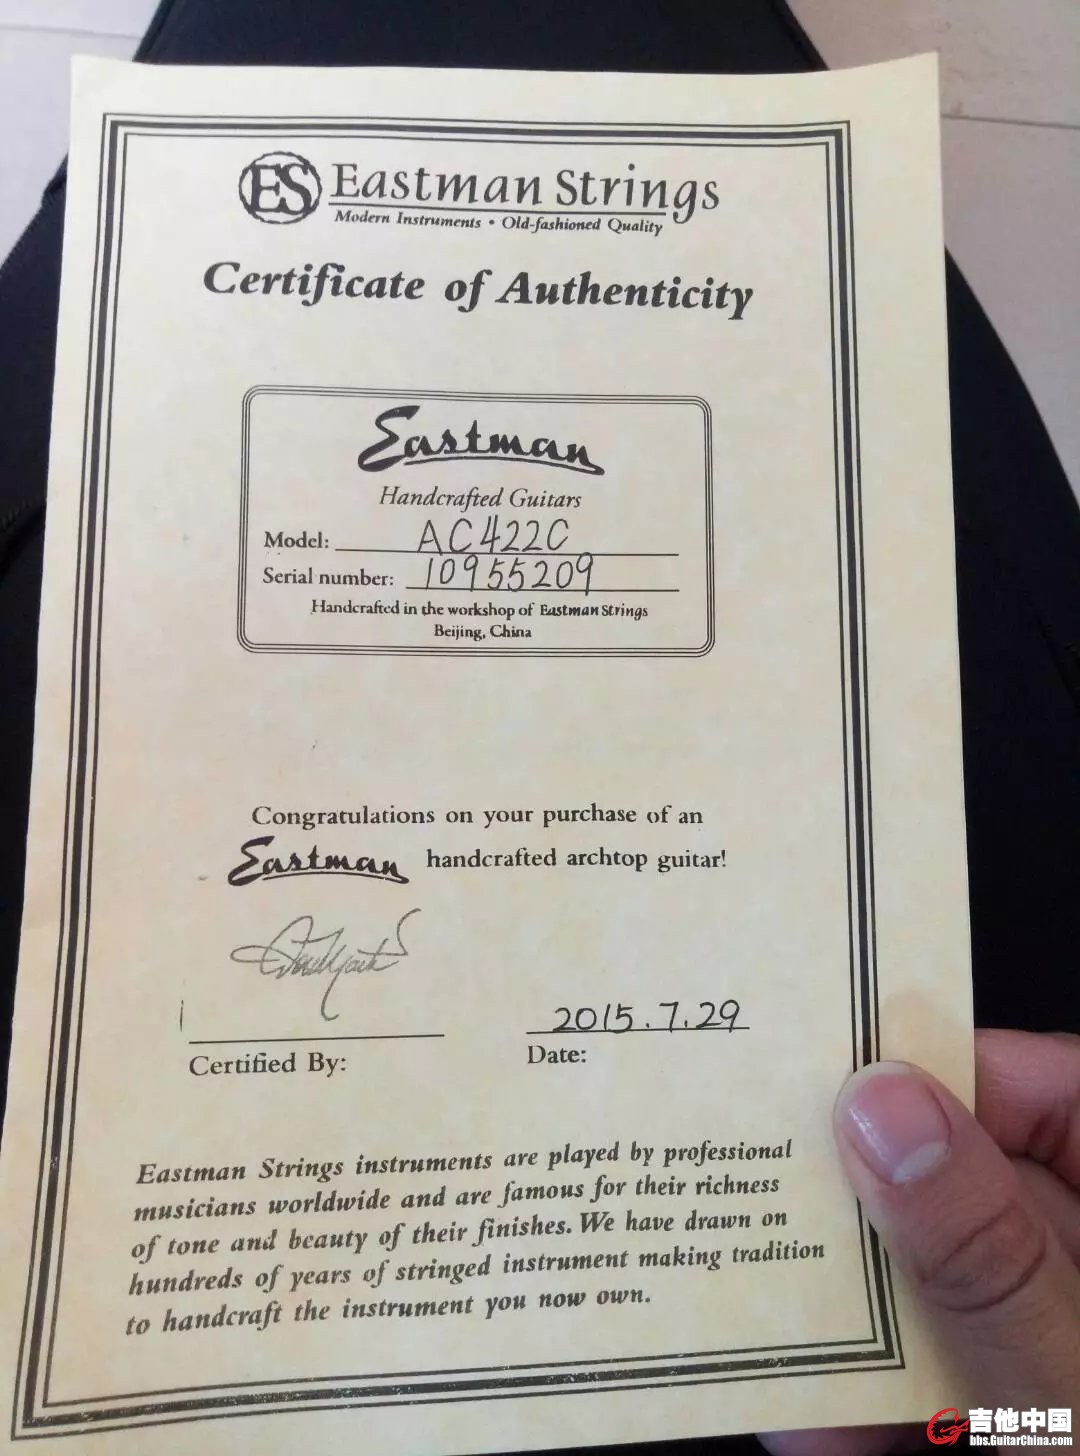 ES Eastman Strings
Modern Instruments • Old-fashioned Quality
Certificate of Authenticity
Eastman
Handcrafted Guitars
Model: AC422C
Serial number: 10955209
Handcrafted in the workshop of Eastman Strings
Beijing, China
Congratulations on your purchase of an
Eastman handcrafted archtop guitar!
2015.7.29
Certified By:
Date:
Eastman Strings instruments are played by professional
musicians worldwide and are famous for their richness
of tone and beauty of their finishes. We have drawn on
hundreds of years of stringed instrument making tradition
to handcraft the instrument you now own.
吉他中国
bbs.GuitarChina.com